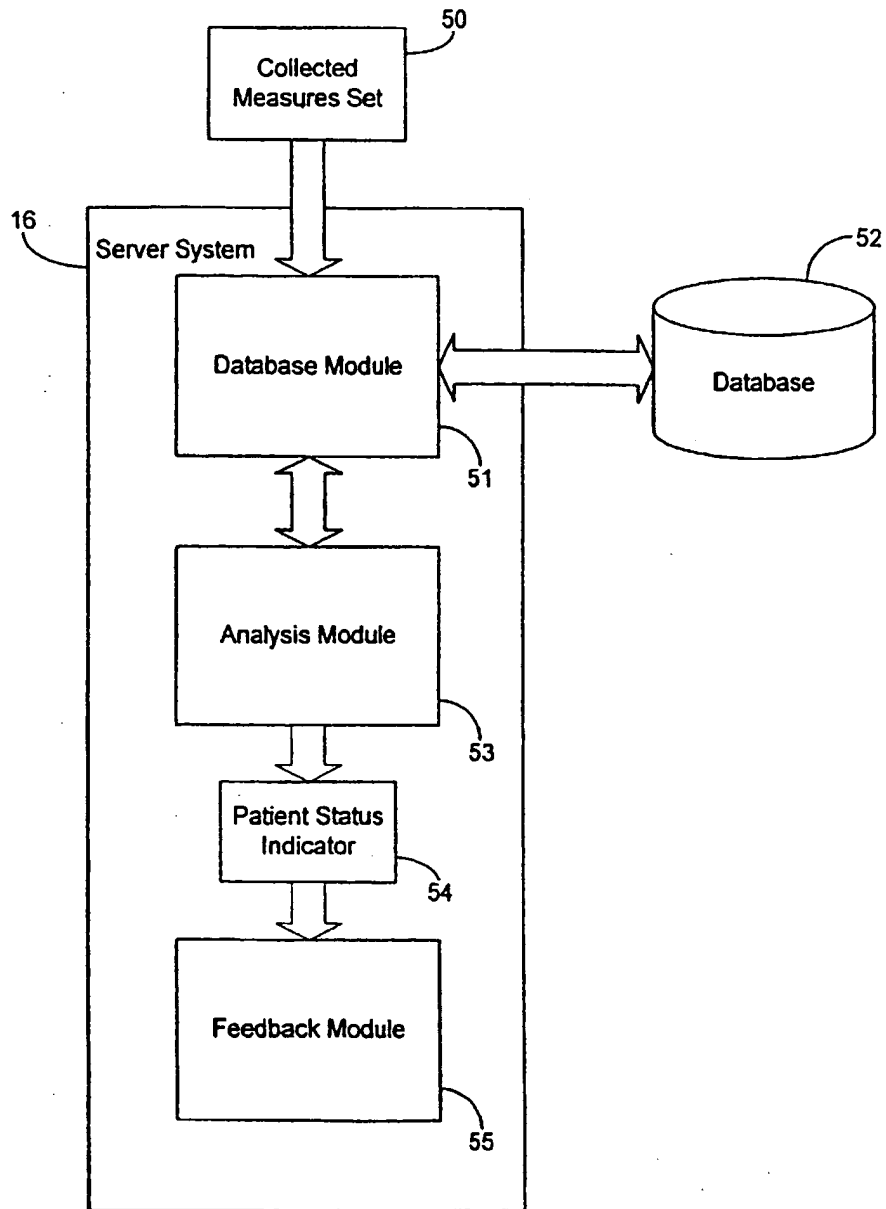 50
Collected
Measures Set
16
Server System
52
Database Module
Database
51
Analysis Module
53
Patient Status
Indicator
54
Feedback Module
55